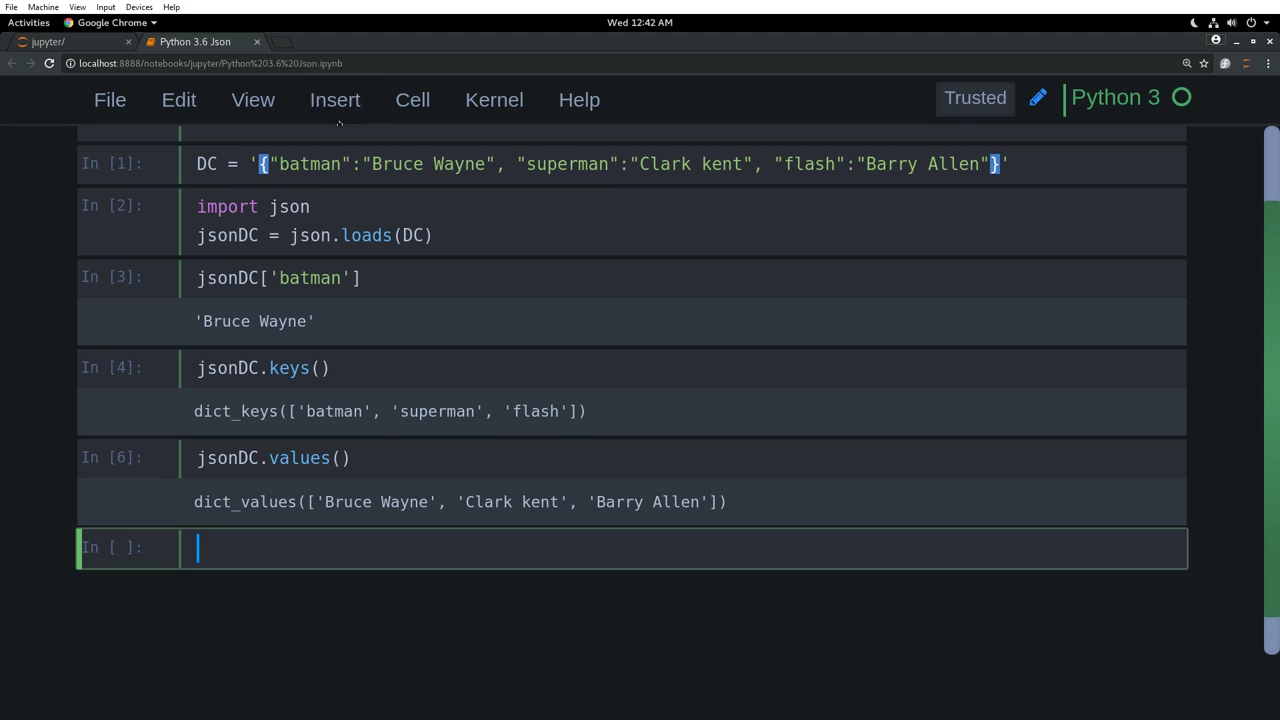 File Machine View Input Devices Help
Activities Google Chrome Wed 12:42 AM
jupyter/ Python 3.6 Json
localhost:8888/notebooks/jupyter/Python%203.6%20Json.ipynb
File Edit View Insert Cell Kernel Help Trusted Python 3
In [1]: DC = '{"batman":"Bruce Wayne", "superman":"Clark kent", "flash":"Barry Allen"}'
In [2]: import json
jsonDC = json.loads(DC)
In [3]: jsonDC['batman']
'Bruce Wayne'
In [4]: jsonDC.keys()
dict_keys(['batman', 'superman', 'flash'])
In [6]: jsonDC.values()
dict_values(['Bruce Wayne', 'Clark kent', 'Barry Allen'])
In [ ]: